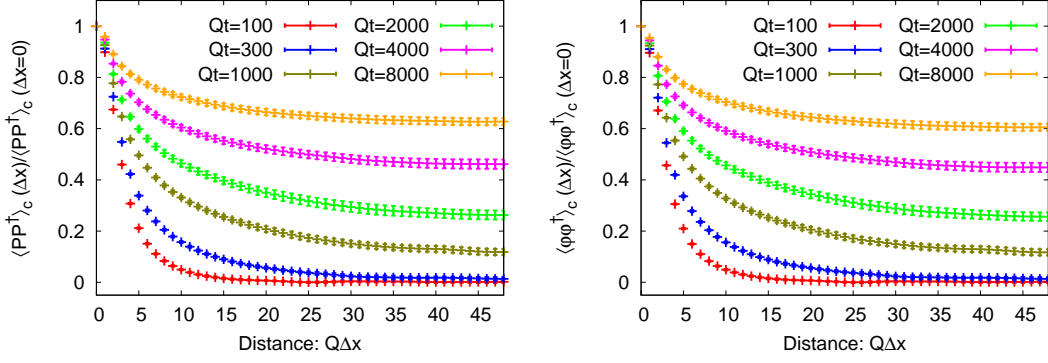 ⟨PP†⟩c (Δx)/⟨PP†⟩c (Δx=0)
Qt=100 Qt=2000
Qt=300 Qt=4000
Qt=1000 Qt=8000
1
0.8
0.6
0.4
0.2
0
5 10 15 20 25 30 35 40 45
Distance: QΔx
⟨φφ†⟩c (Δx)/⟨φφ†⟩c (Δx=0)
Qt=100 Qt=2000
Qt=300 Qt=4000
Qt=1000 Qt=8000
1
0.8
0.6
0.4
0.2
0
5 10 15 20 25 30 35 40 45
Distance: QΔx